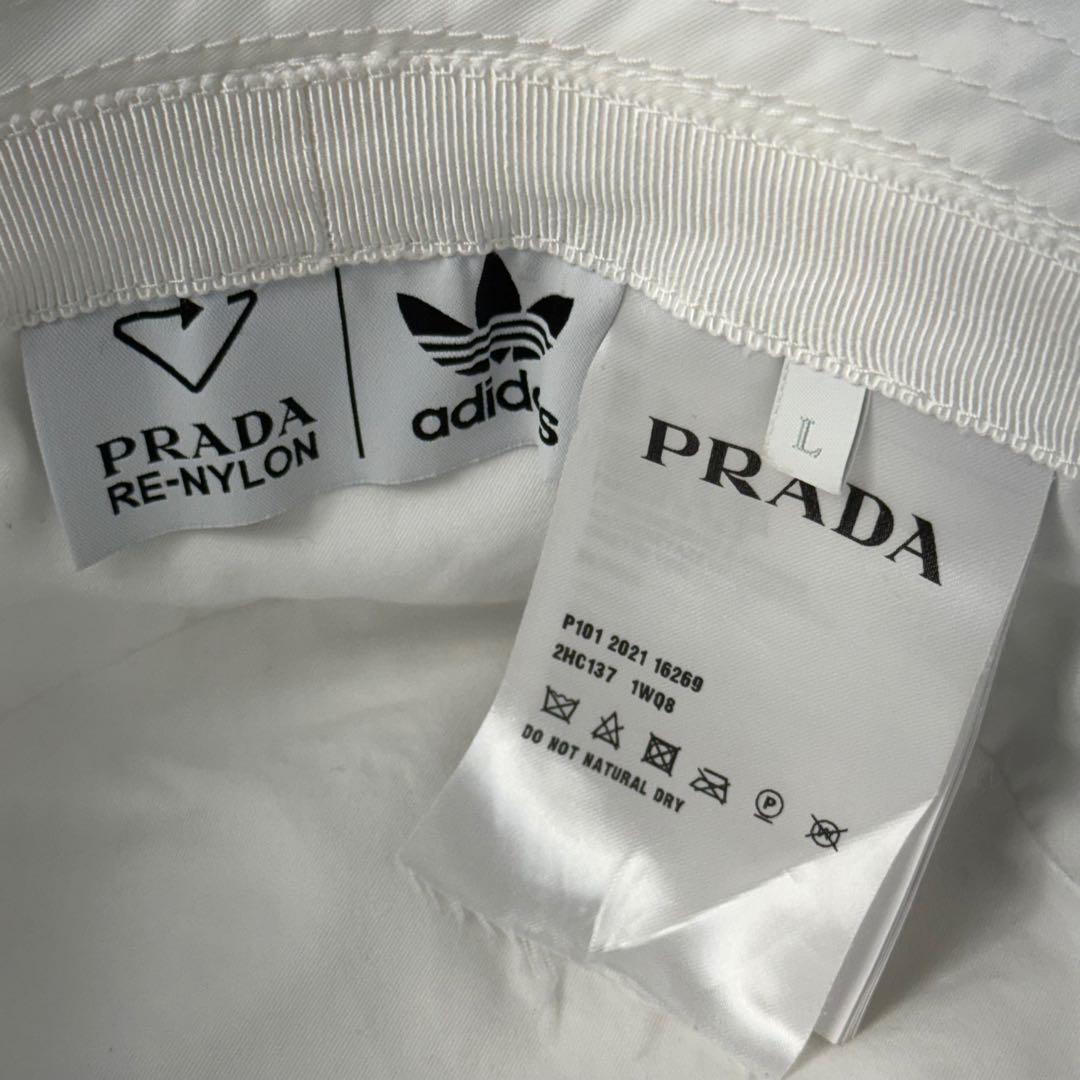 PRADA
RE-NYLON
adidas
L
PRADA
P101 2021 16269
2HC137 1WQ8
P
W
DO NOT NATURAL DRY